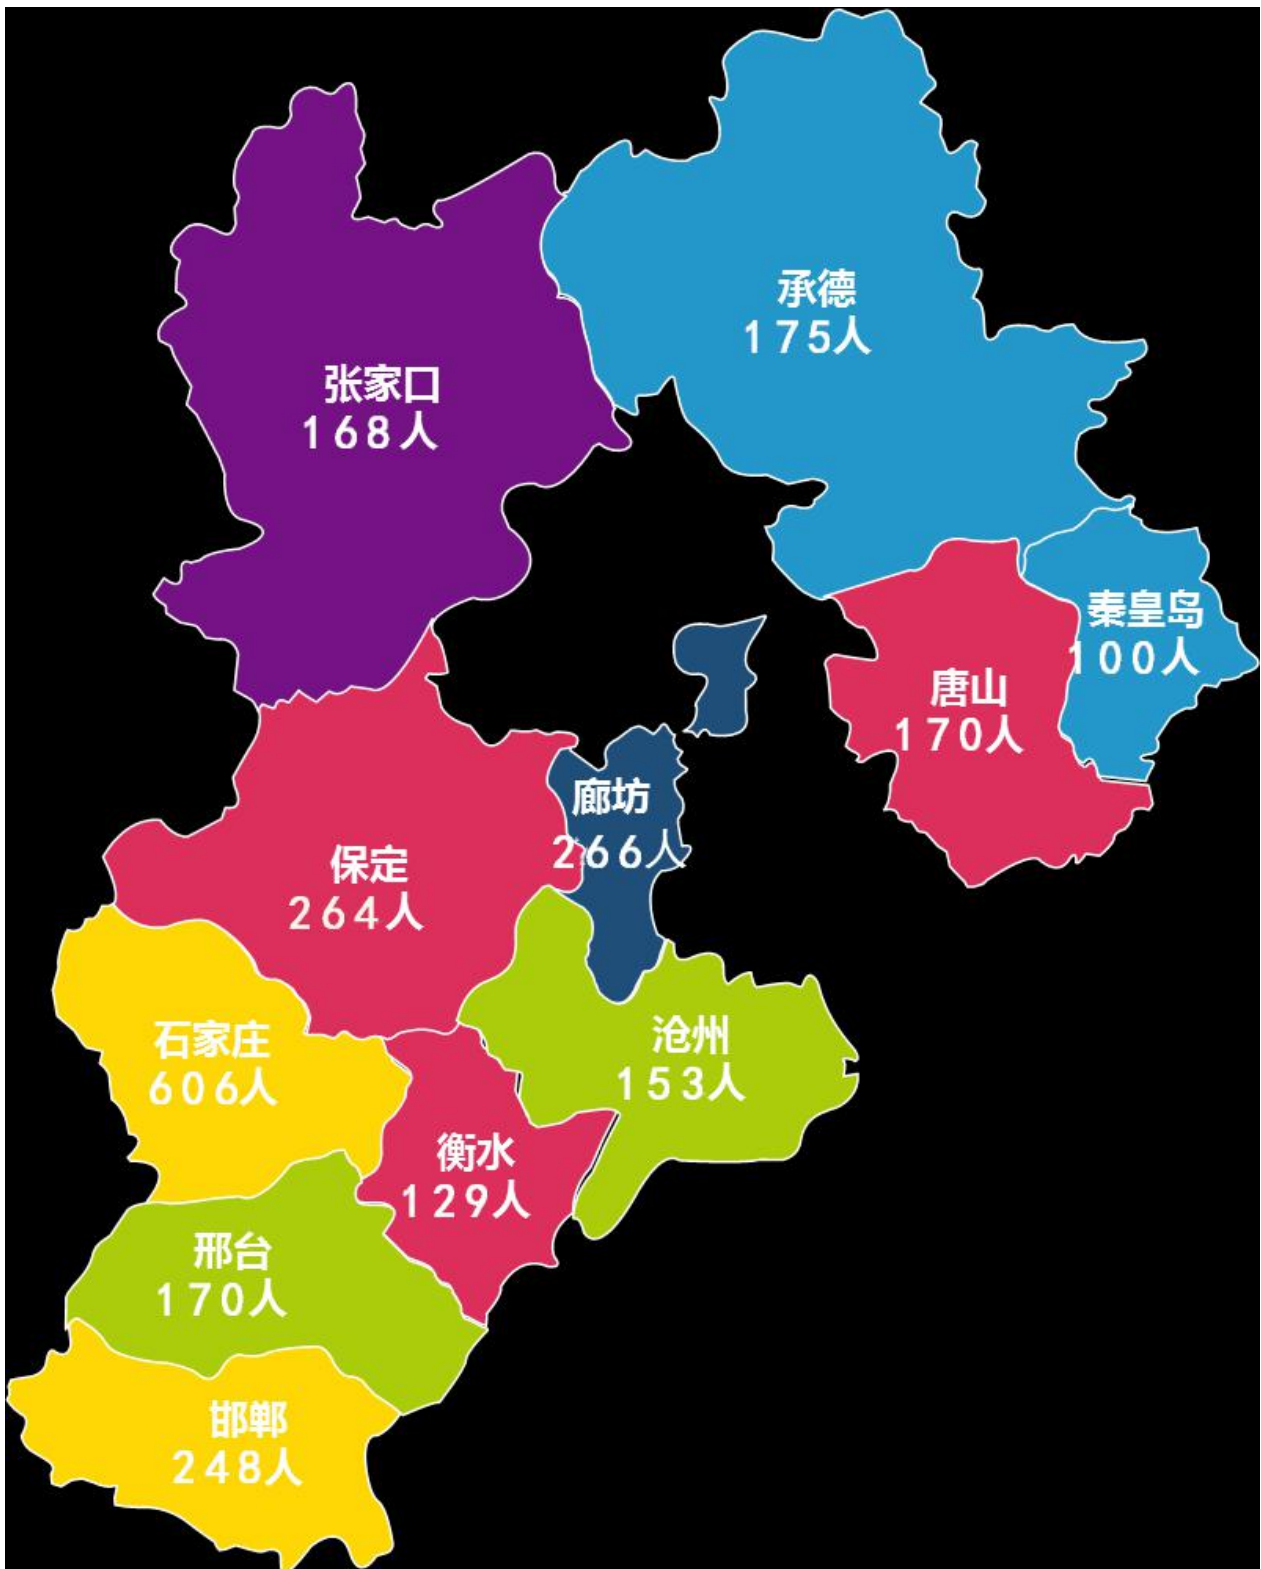 承德
175人
张家口
168人
秦皇岛
100人
唐山
170人
廊坊
266人
保定
264人
石家庄
606人
沧州
153人
衡水
129人
邢台
170人
邯郸
248人